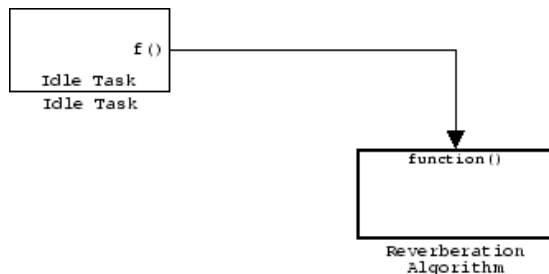 f()
Idle Task
Idle Task
function()
Reverberation
Algorithm